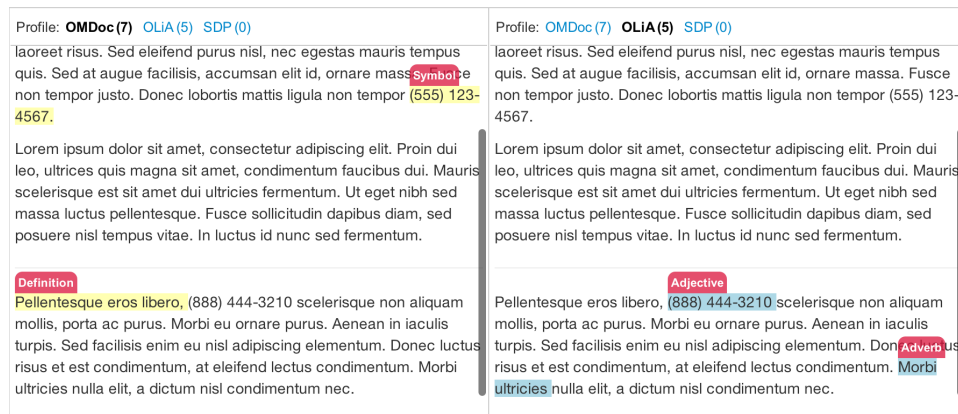 Profile: OMDoc (7) OLiA (5) SDP (0)
laoreet risus. Sed eleifend purus nisl, nec egestas mauris tempus
quis. Sed at augue facilisis, accumsan elit id, ornare massa. Fusce
Symbol
non tempor justo. Donec lobortis mattis ligula non tempor (555) 123-
4567.
Lorem ipsum dolor sit amet, consectetur adipiscing elit. Proin dui
leo, ultrices quis magna sit amet, condimentum faucibus dui. Mauris
scelerisque est sit amet dui ultricies fermentum. Ut eget nibh sed
massa luctus pellentesque. Fusce sollicitudin dapibus diam, sed
posuere nisl tempus vitae. In luctus id nunc sed fermentum.
Definition
Pellentesque eros libero, (888) 444-3210 scelerisque non aliquam
mollis, porta ac purus. Morbi eu ornare purus. Aenean in iaculis
turpis. Sed facilisis enim eu nisl adipiscing elementum. Donec luctus
risus et est condimentum, at eleifend lectus condimentum. Morbi
ultricies nulla elit, a dictum nisl condimentum nec.
Profile: OMDoc (7) OLiA (5) SDP (0)
laoreet risus. Sed eleifend purus nisl, nec egestas mauris tempus
quis. Sed at augue facilisis, accumsan elit id, ornare massa. Fusce
non tempor justo. Donec lobortis mattis ligula non tempor (555) 123-
4567.
Lorem ipsum dolor sit amet, consectetur adipiscing elit. Proin dui
leo, ultrices quis magna sit amet, condimentum faucibus dui. Mauris
scelerisque est sit amet dui ultricies fermentum. Ut eget nibh sed
massa luctus pellentesque. Fusce sollicitudin dapibus diam, sed
posuere nisl tempus vitae. In luctus id nunc sed fermentum.
Adjective
Pellentesque eros libero, (888) 444-3210 scelerisque non aliquam
mollis, porta ac purus. Morbi eu ornare purus. Aenean in iaculis
turpis. Sed facilisis enim eu nisl adipiscing elementum. Donec luctus
Adverb
risus et est condimentum, at eleifend lectus condimentum. Morbi
ultricies nulla elit, a dictum nisl condimentum nec.